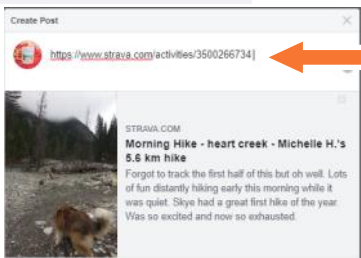 Create Post
https://www.strava.com/activities/3500266734
STRAVA.COM
Morning Hike - heart creek - Michelle H.'s
5.6 km hike
Forgot to track the first half of this but oh well. Lots
of fun distantly hiking early this morning while it
was quiet. Skye had a great first hike of the year.
Was so excited and now so exhausted.